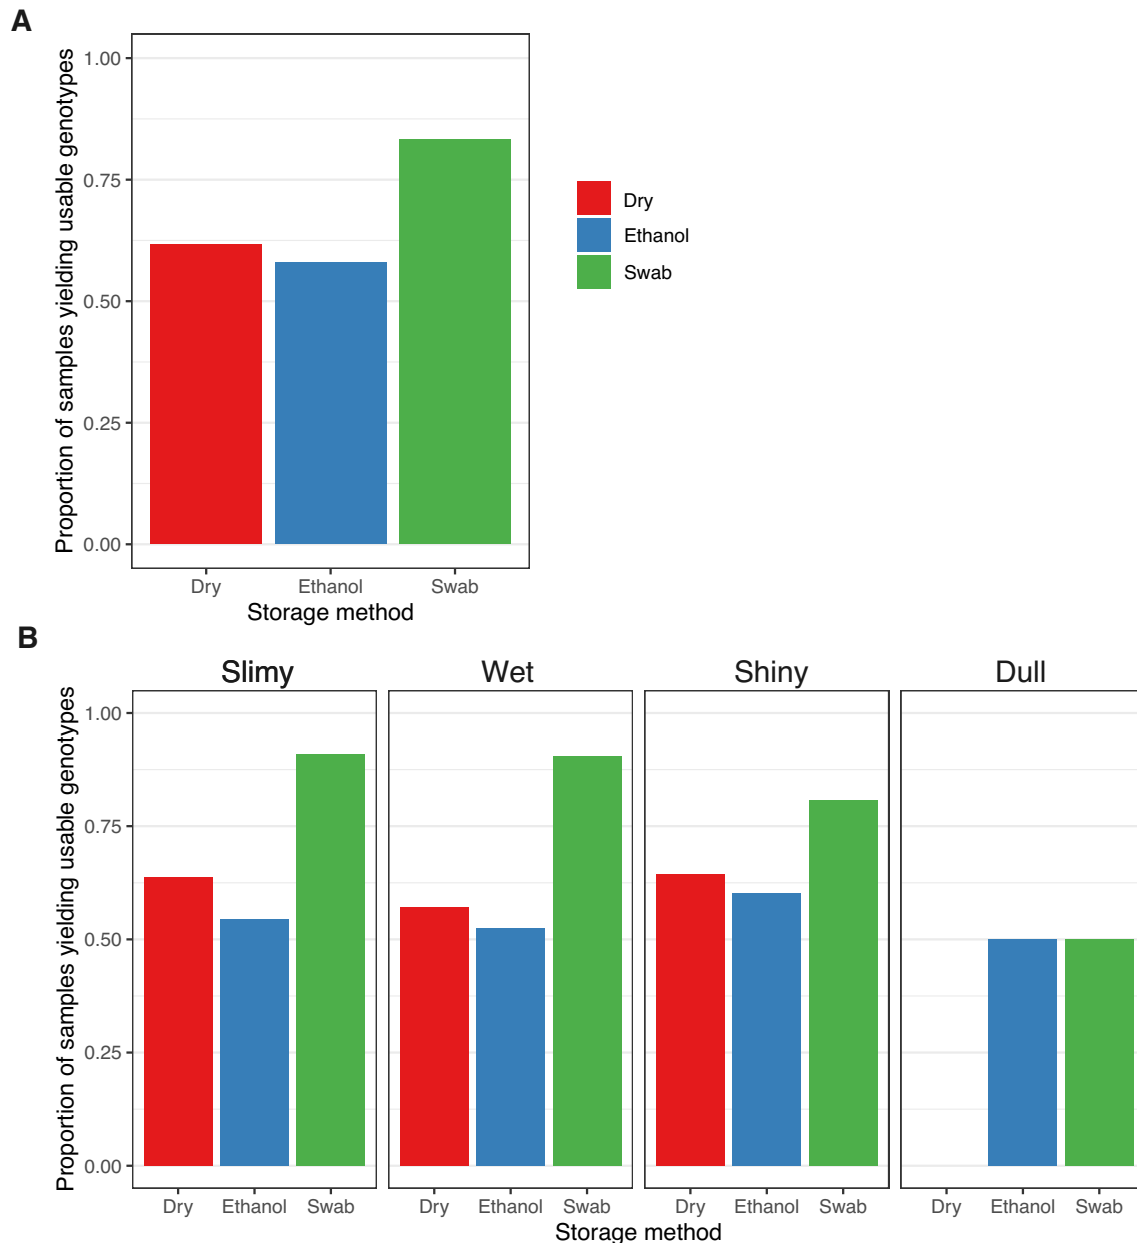 A
Proportion of samples yielding usable genotypes
1.00
0.75
0.50
0.25
0.00
Dry
Ethanol
Swab
Storage method
Dry
Ethanol
Swab
B
Slimy
Wet
Shiny
Dull
Proportion of samples yielding usable genotypes
1.00
0.75
0.50
0.25
0.00
Dry Ethanol Swab
Dry Ethanol Swab
Dry Ethanol Swab
Dry Ethanol Swab
Storage method